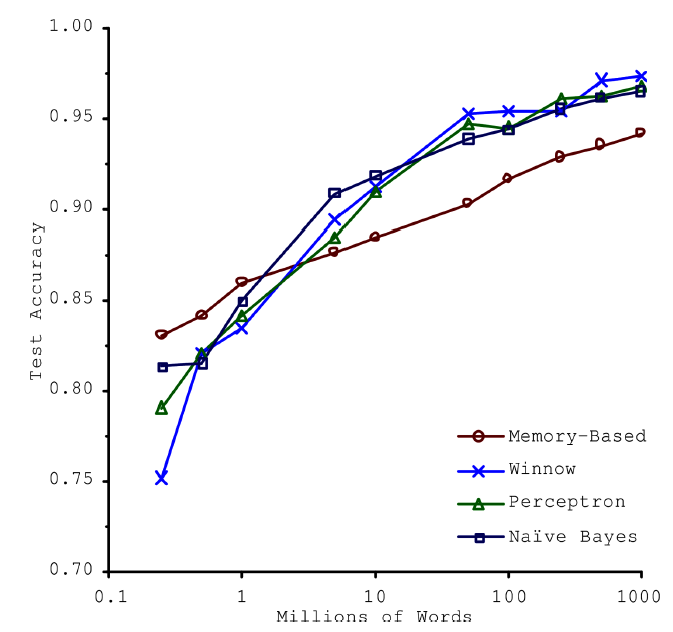 1.00
0.95
0.90
0.85
0.80
0.75
0.70
Test Accuracy
Memory-Based
Winnow
Perceptron
Naïve Bayes
0.1 1 10 100 1000
Millions of Words